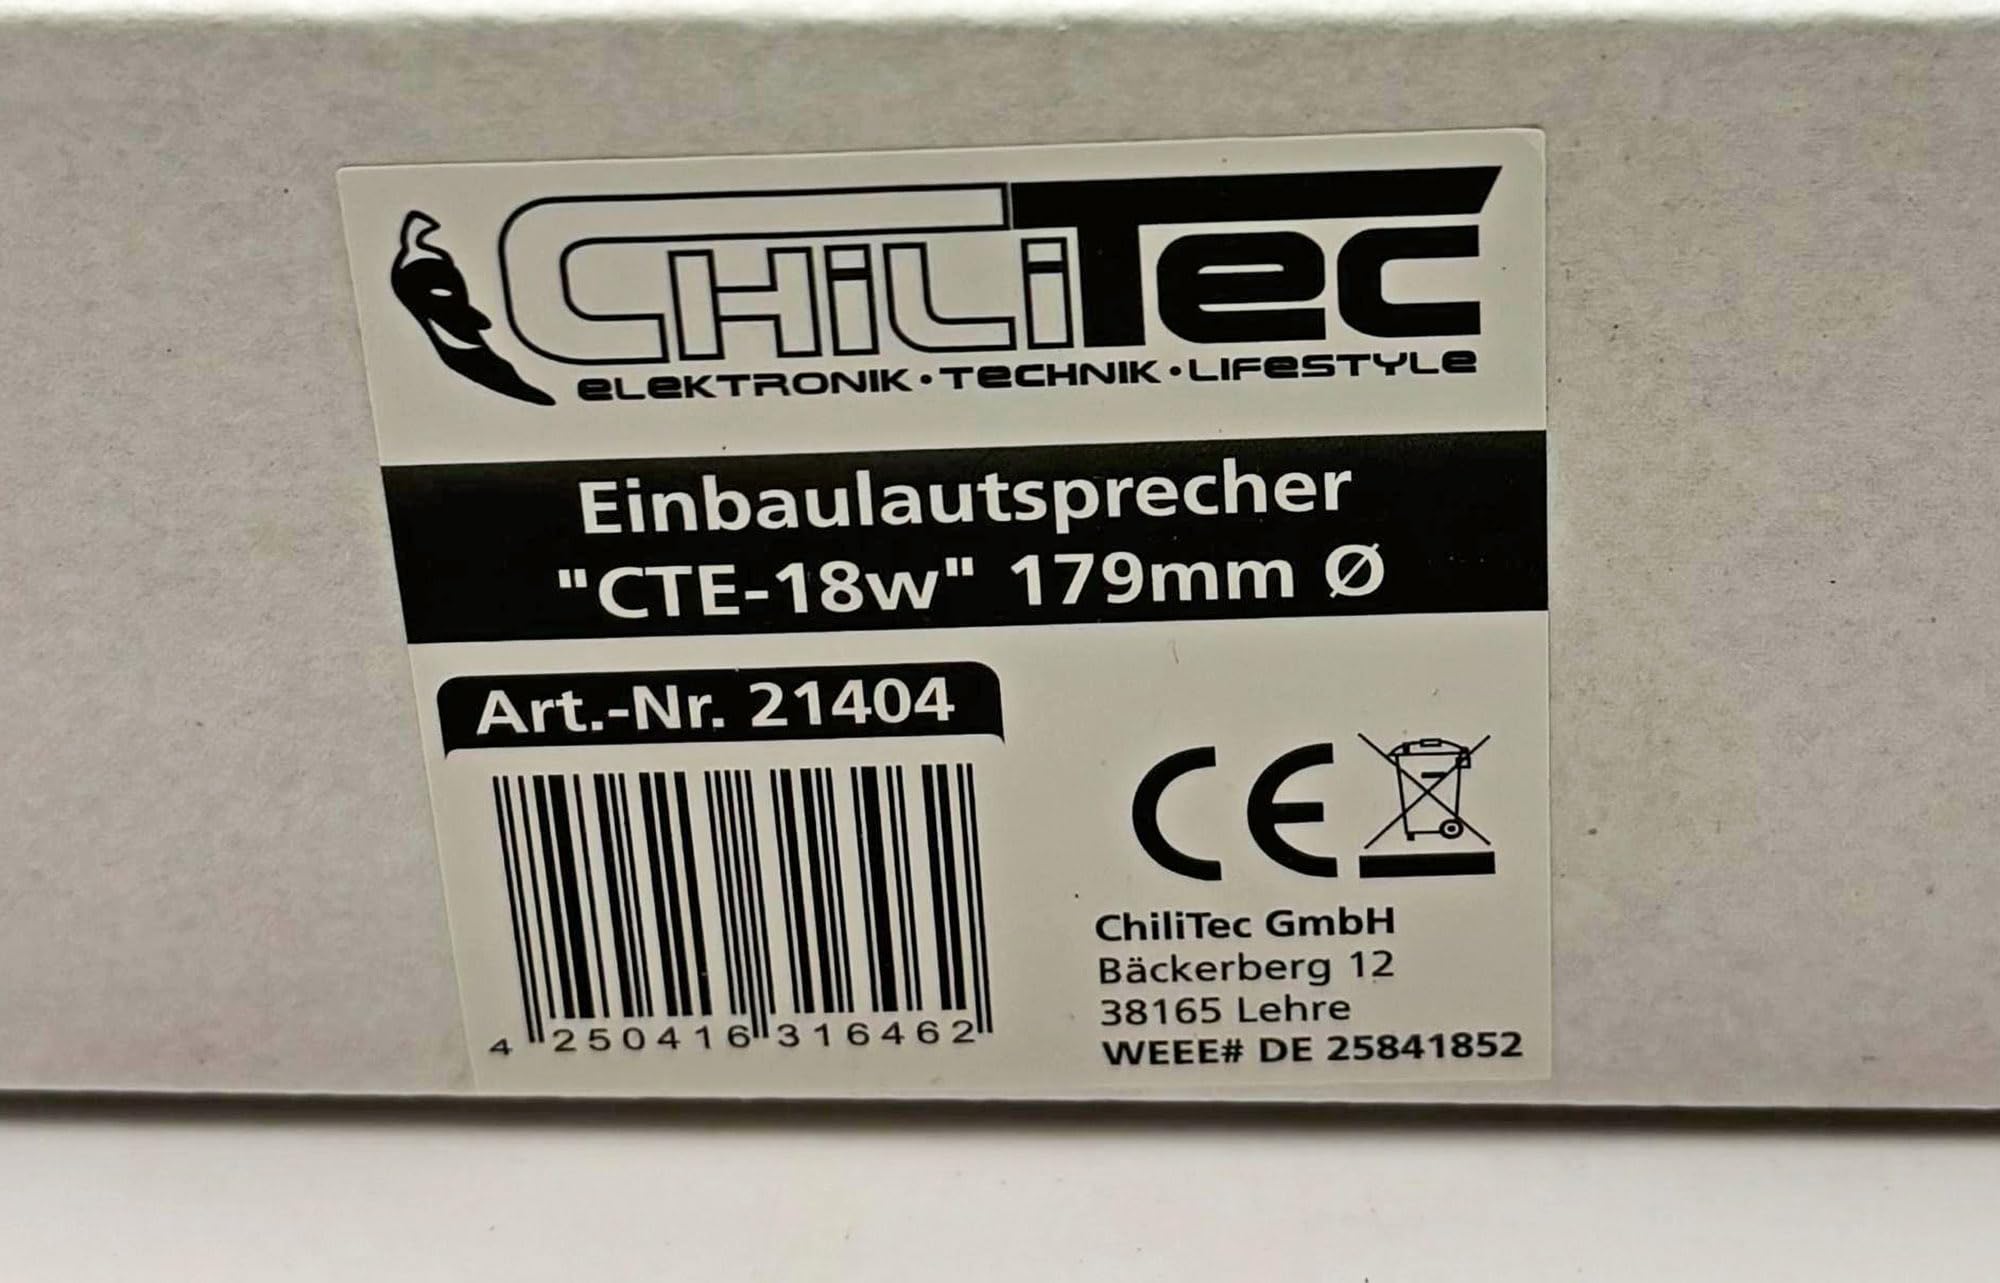 CHiLiTec
eLeKTRONIK • TeCHNIK • LIFeSTYLe
Einbaulautsprecher
"CTE-18w" 179mm Ø
Art.-Nr. 21404
4 250416 316462
CE
ChiliTec GmbH
Bäckerberg 12
38165 Lehre
WEEE# DE 25841852